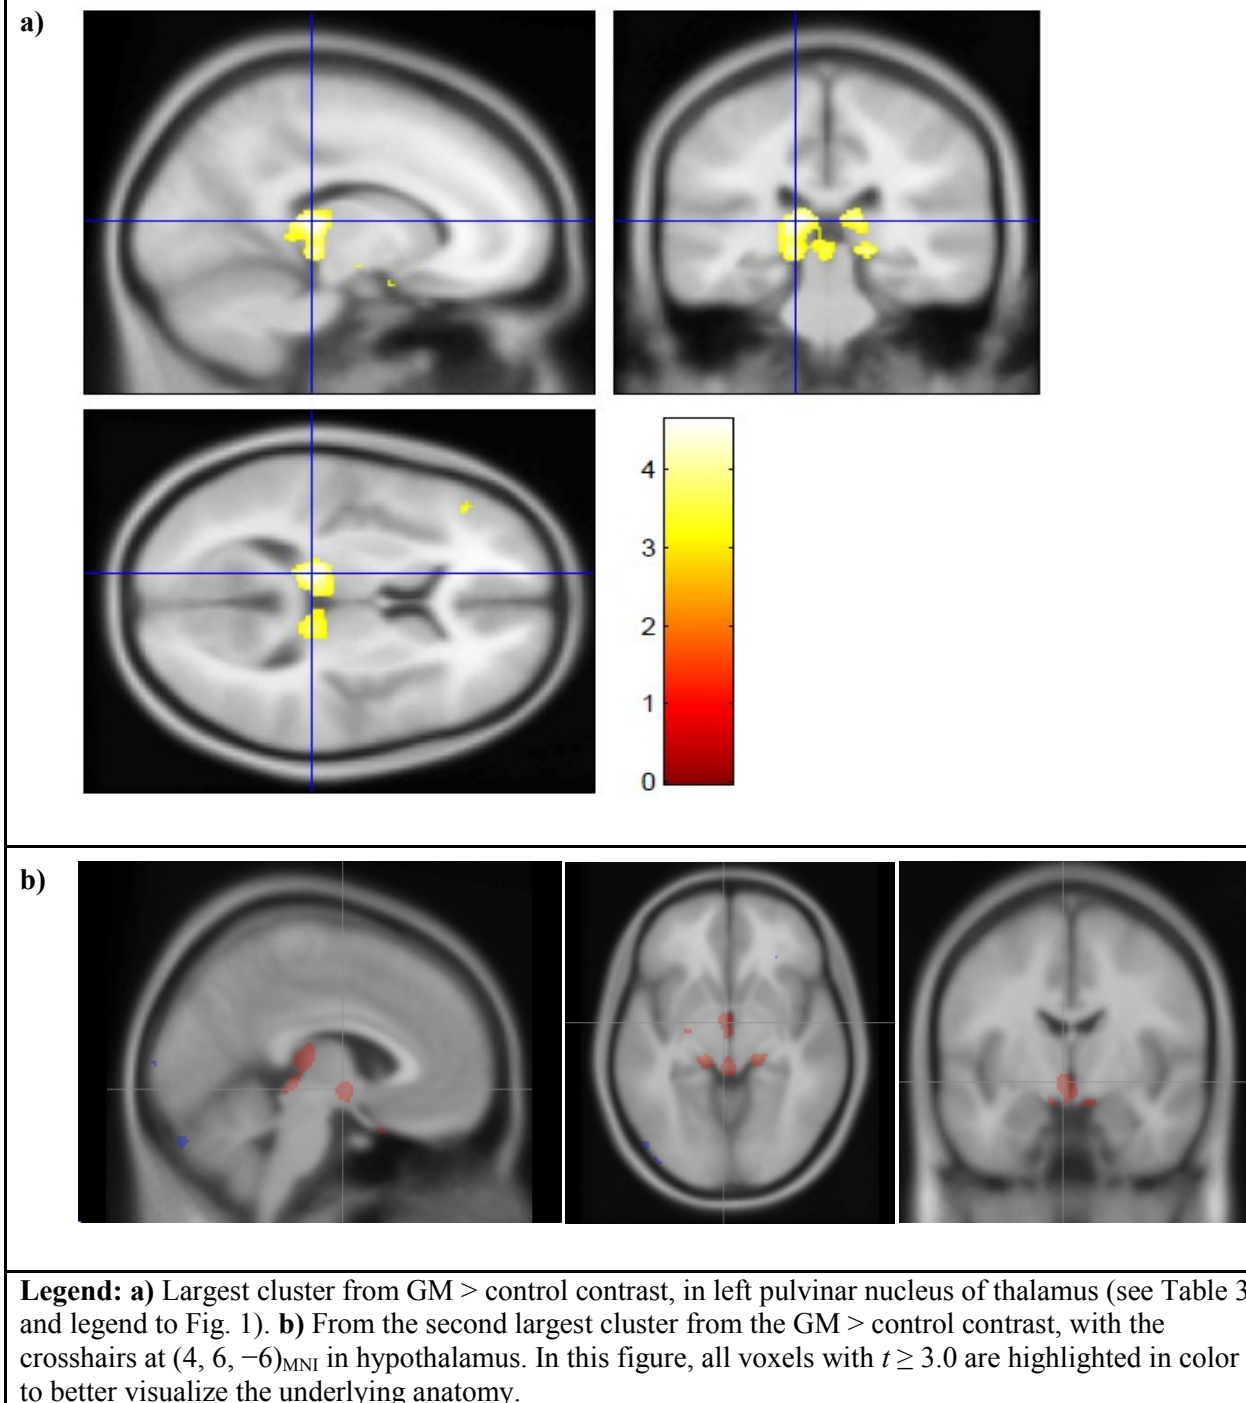 a)
4
3
2
1
0
b)
Legend: a) Largest cluster from GM > control contrast, in left pulvinar nucleus of thalamus (see Table 3
and legend to Fig. 1). b) From the second largest cluster from the GM > control contrast, with the
crosshairs at (4, 6, −6)MNI in hypothalamus. In this figure, all voxels with t ≥ 3.0 are highlighted in color
to better visualize the underlying anatomy.